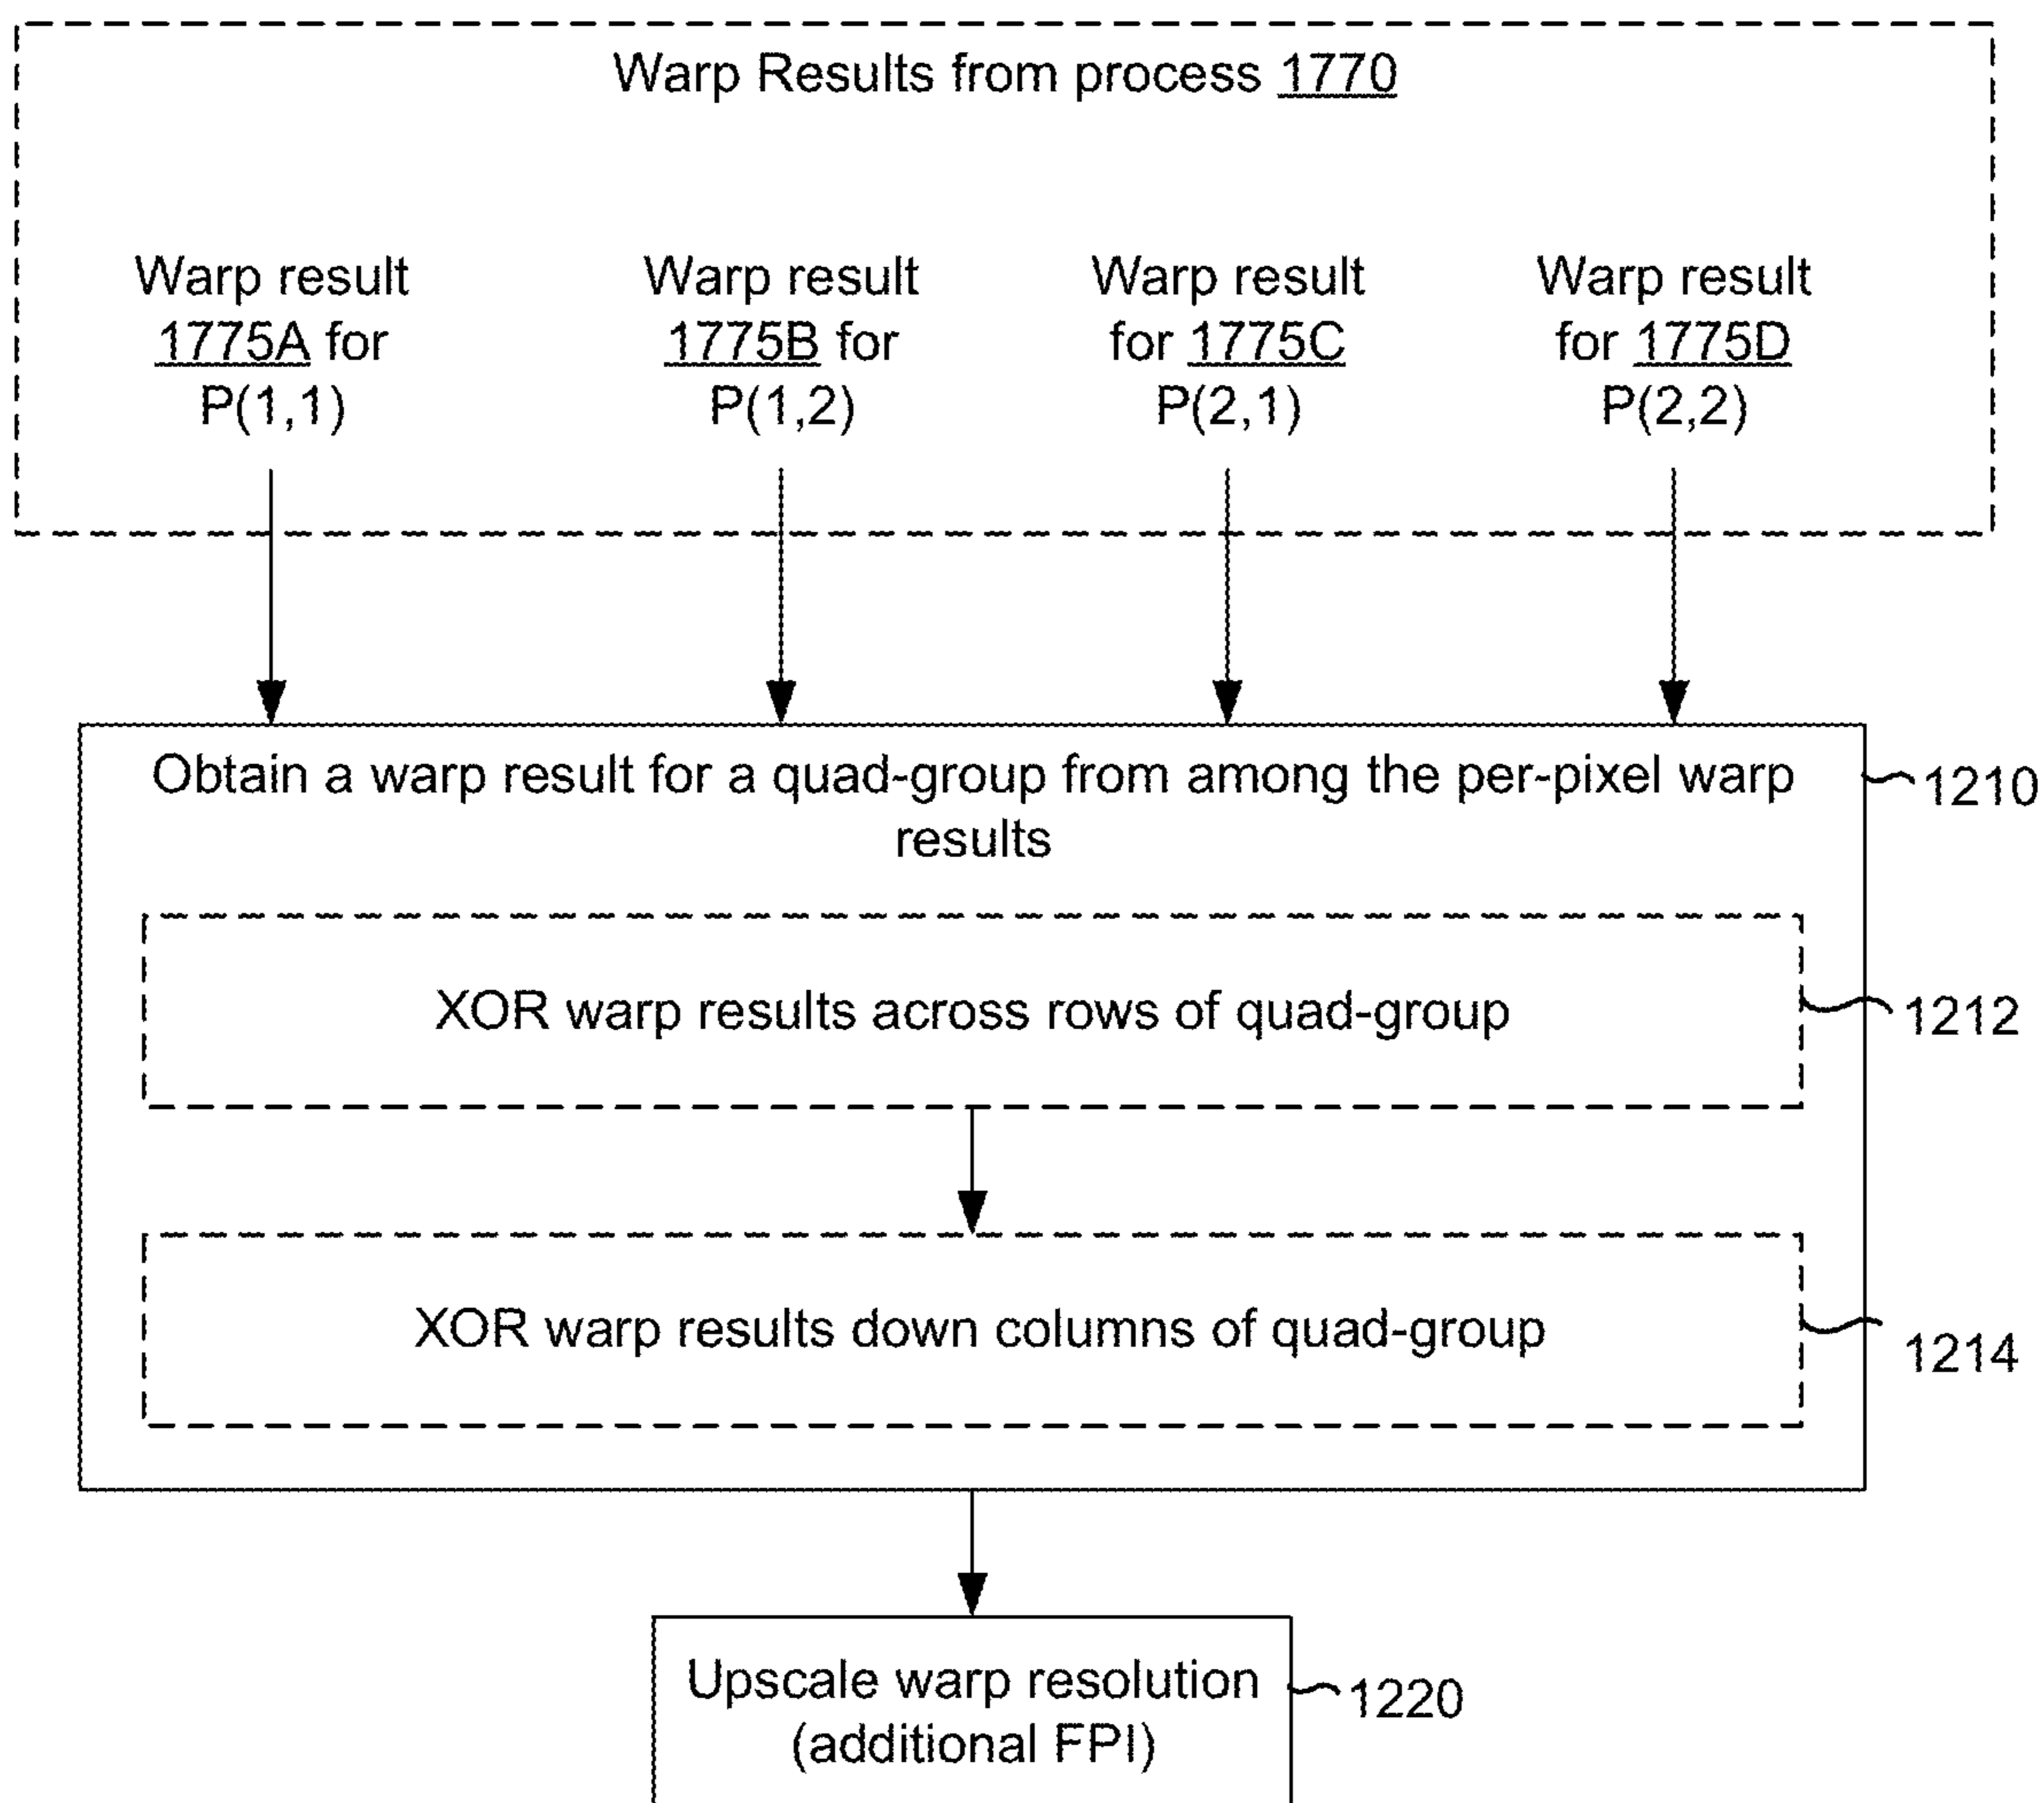 Warp Results from process 1770
Warp result
1775A for
P(1,1)
Warp result
1775B for
P(1,2)
Warp result
for 1775C
P(2,1)
Warp result
for 1775D
P(2,2)
Obtain a warp result for a quad-group from among the per-pixel warp
results
1210
XOR warp results across rows of quad-group
1212
XOR warp results down columns of quad-group
1214
Upscale warp resolution
(additional FPI)
1220